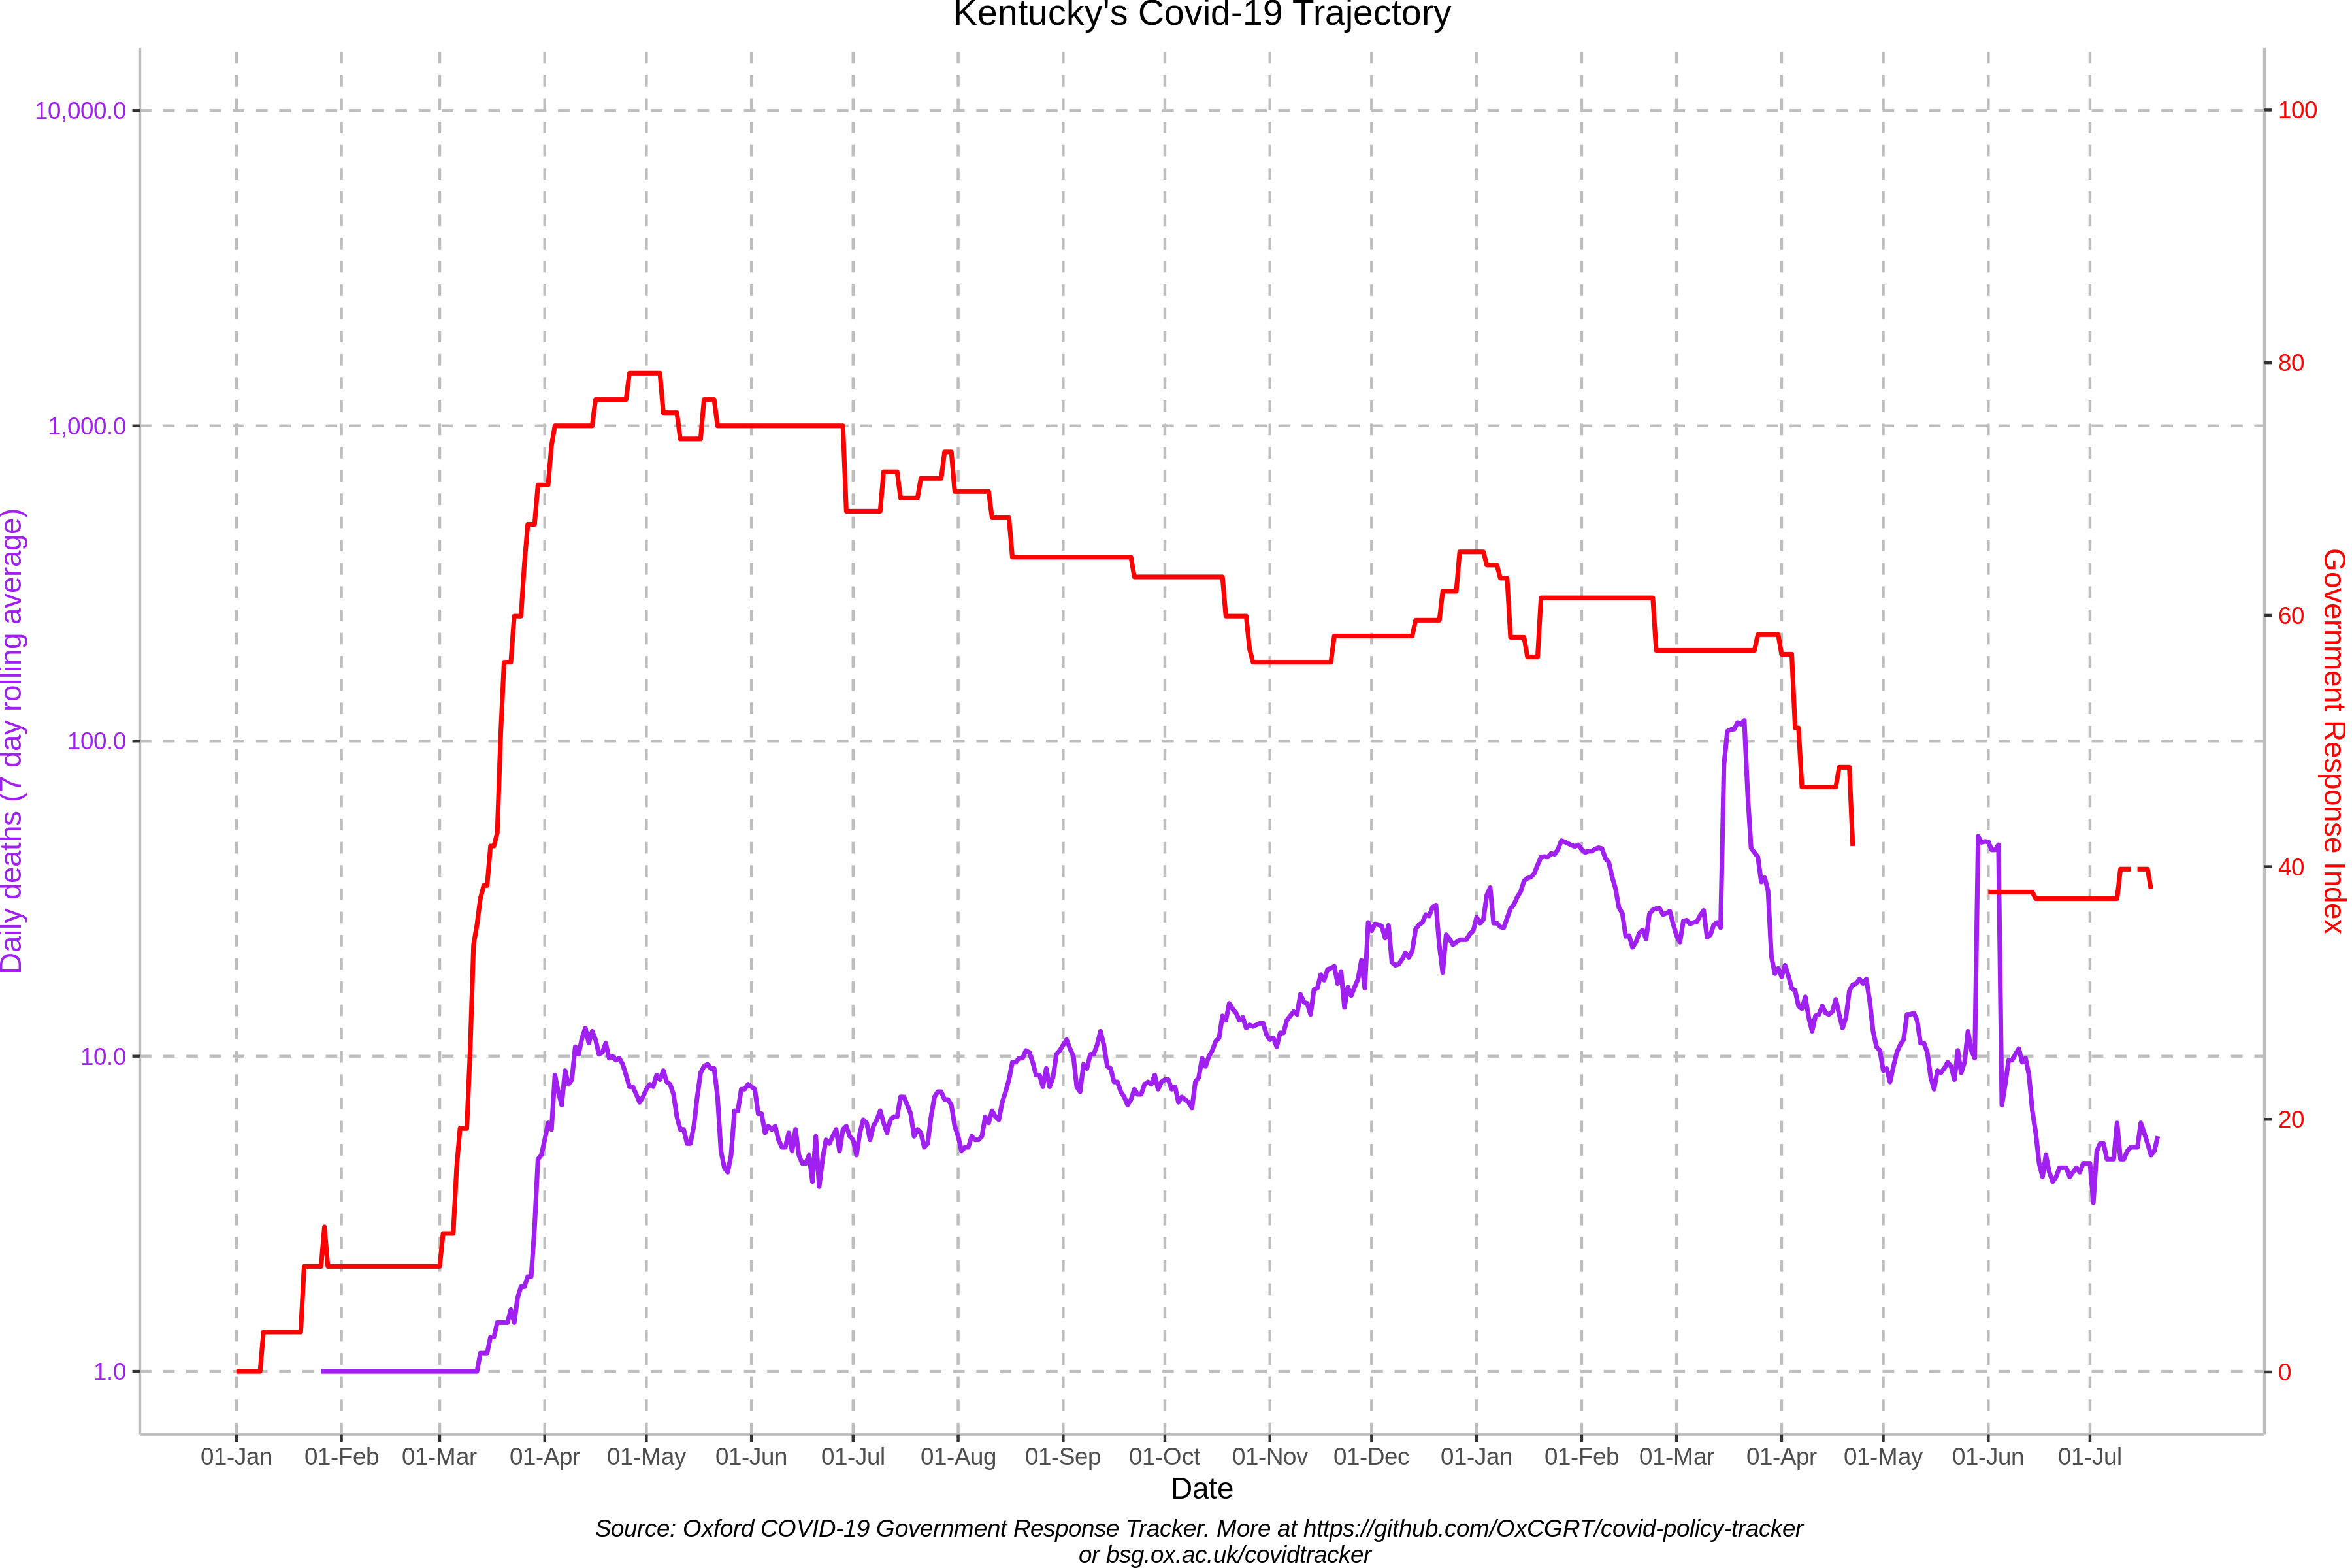 Kentucky's Covid-19 Trajectory
10,000.0
1,000.0
100.0
10.0
1.0
Daily deaths (7 day rolling average)
100
80
60
40
20
0
Government Response Index
01-Jan 01-Feb 01-Mar 01-Apr 01-May 01-Jun 01-Jul 01-Aug 01-Sep 01-Oct 01-Nov 01-Dec 01-Jan 01-Feb 01-Mar 01-Apr 01-May 01-Jun 01-Jul
Date
Source: Oxford COVID-19 Government Response Tracker. More at https://github.com/OxCGRT/covid-policy-tracker
or bsg.ox.ac.uk/covidtracker